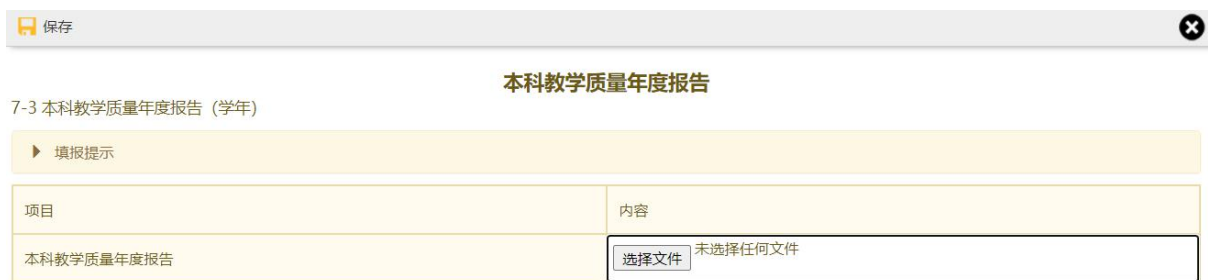 保存
本科教学质量年度报告
7-3 本科教学质量年度报告（学年）
填报提示
项目 内容
本科教学质量年度报告 选择文件 未选择任何文件